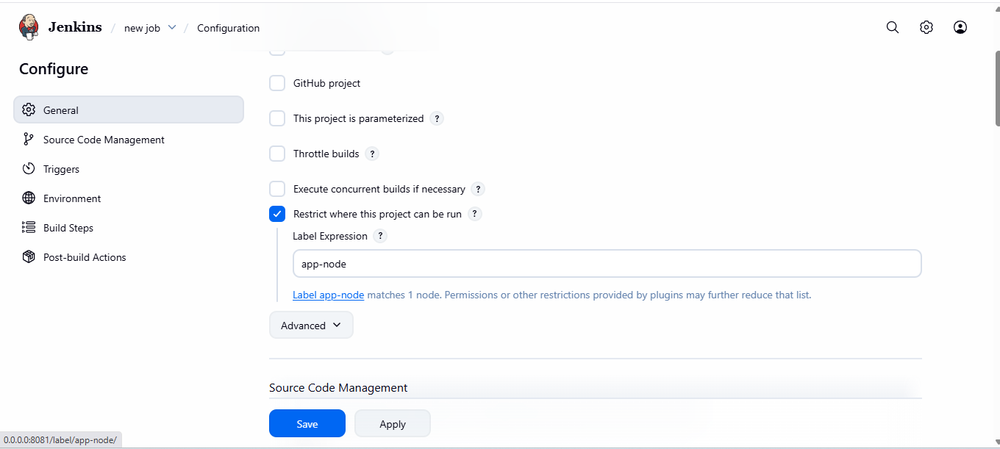 Jenkins / new job / Configuration
Configure
General
Source Code Management
Triggers
Environment
Build Steps
Post-build Actions
GitHub project
This project is parameterized ?
Throttle builds ?
Execute concurrent builds if necessary ?
Restrict where this project can be run ?
Label Expression ?
app-node
Label app-node matches 1 node. Permissions or other restrictions provided by plugins may further reduce that list.
Advanced
Source Code Management
Save Apply
0.0.0.0:8081/label/app-node/